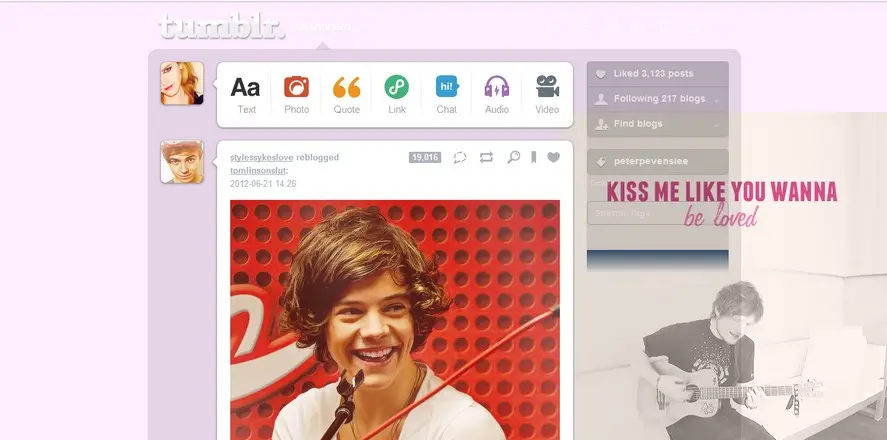 tumblr.
Dashboard
Aa
hi!
Text
Photo
Quote
Link
Chat
Audio
Video
stylessykeslove reblogged
tomlinsonslut:
2012-06-21 14:26
19,016
Liked 3,123 posts
Following 217 blogs
Find blogs
peterpevensiee
KISS ME LIKE YOU WANNA
be loved
Search tags